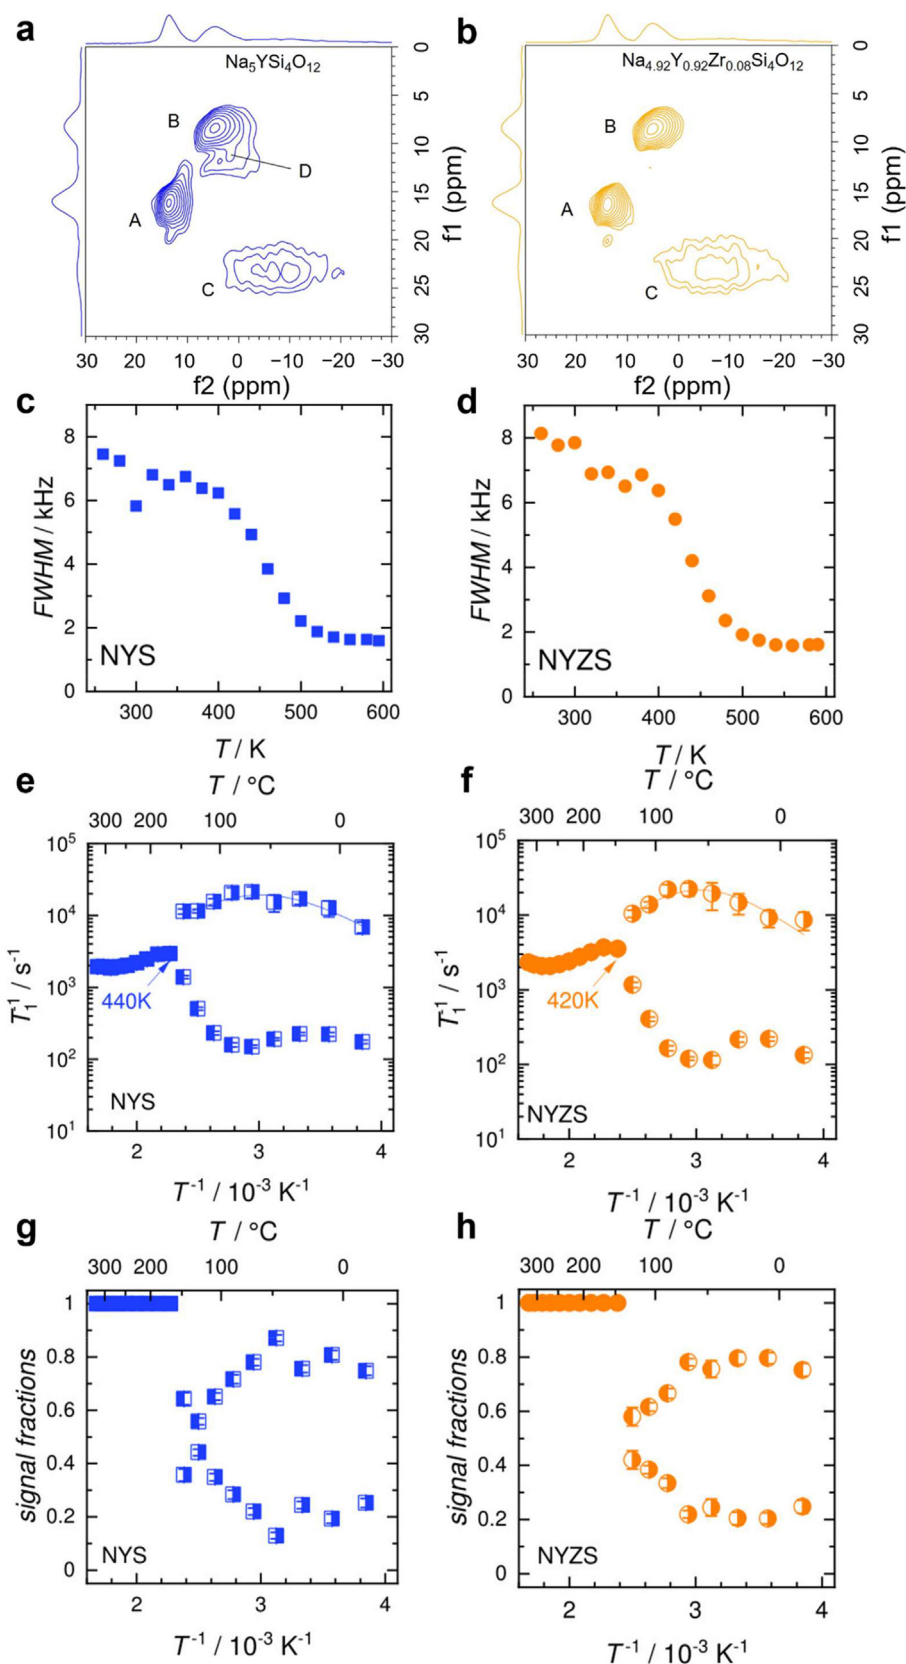 a
Na5YSi4O12
B
D
A
C
0
5
10
15
20
25
30
f1 (ppm)
30 20 10 0 −10 −20 −30
f2 (ppm)
b
Na4.92Y0.92Zr0.08Si4O12
B
A
C
0
5
10
15
20
25
30
f1 (ppm)
30 20 10 0 −10 −20 −30
f2 (ppm)
c
8
6
4
2
0
FWHM / kHz
NYS
300 400 500 600
T / K
d
8
6
4
2
0
FWHM / kHz
NYZS
300 400 500 600
T / K
e
T / °C
300 200 100 0
10^5
10^4
10^3
10^2
10^1
T1^-1 / s^-1
440K
NYS
2 3 4
T^-1 / 10^-3 K^-1
f
T / °C
300 200 100 0
10^5
10^4
10^3
10^2
10^1
T1^-1 / s^-1
420K
NYZS
2 3 4
T^-1 / 10^-3 K^-1
g
T / °C
300 200 100 0
1
0.8
0.6
0.4
0.2
0
signal fractions
NYS
2 3 4
T^-1 / 10^-3 K^-1
h
T / °C
300 200 100 0
1
0.8
0.6
0.4
0.2
0
signal fractions
NYZS
2 3 4
T^-1 / 10^-3 K^-1